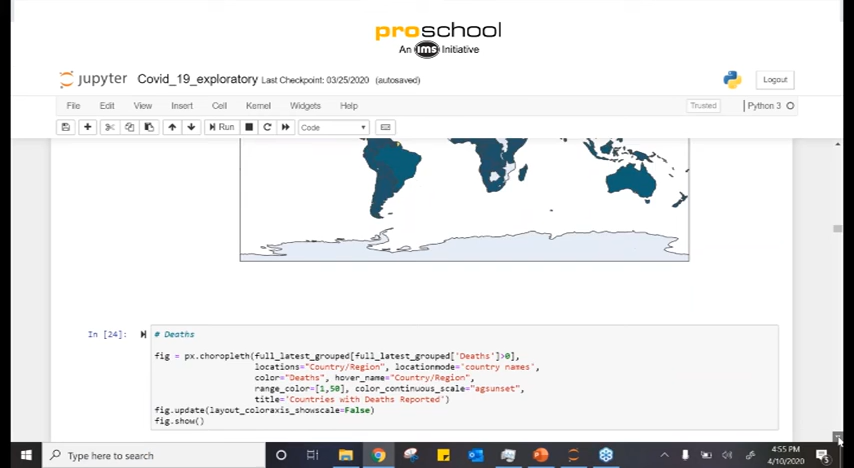 proschool
An ims Initiative
jupyter Covid_19_exploratory Last Checkpoint: 03/25/2020 (autosaved)
Logout
File Edit View Insert Cell Kernel Widgets Help
Trusted Python 3
Run
Code
In [24]:
# Deaths
fig = px.choropleth(full_latest_grouped[full_latest_grouped['Deaths']>0],
locations="Country/Region", locationmode='country names',
color="Deaths", hover_name="Country/Region",
range_color=[1,50], color_continuous_scale="agsunset",
title='Countries with Deaths Reported')
fig.update(layout_coloraxis_showscale=False)
fig.show()
Type here to search
4:55 PM
4/10/2020